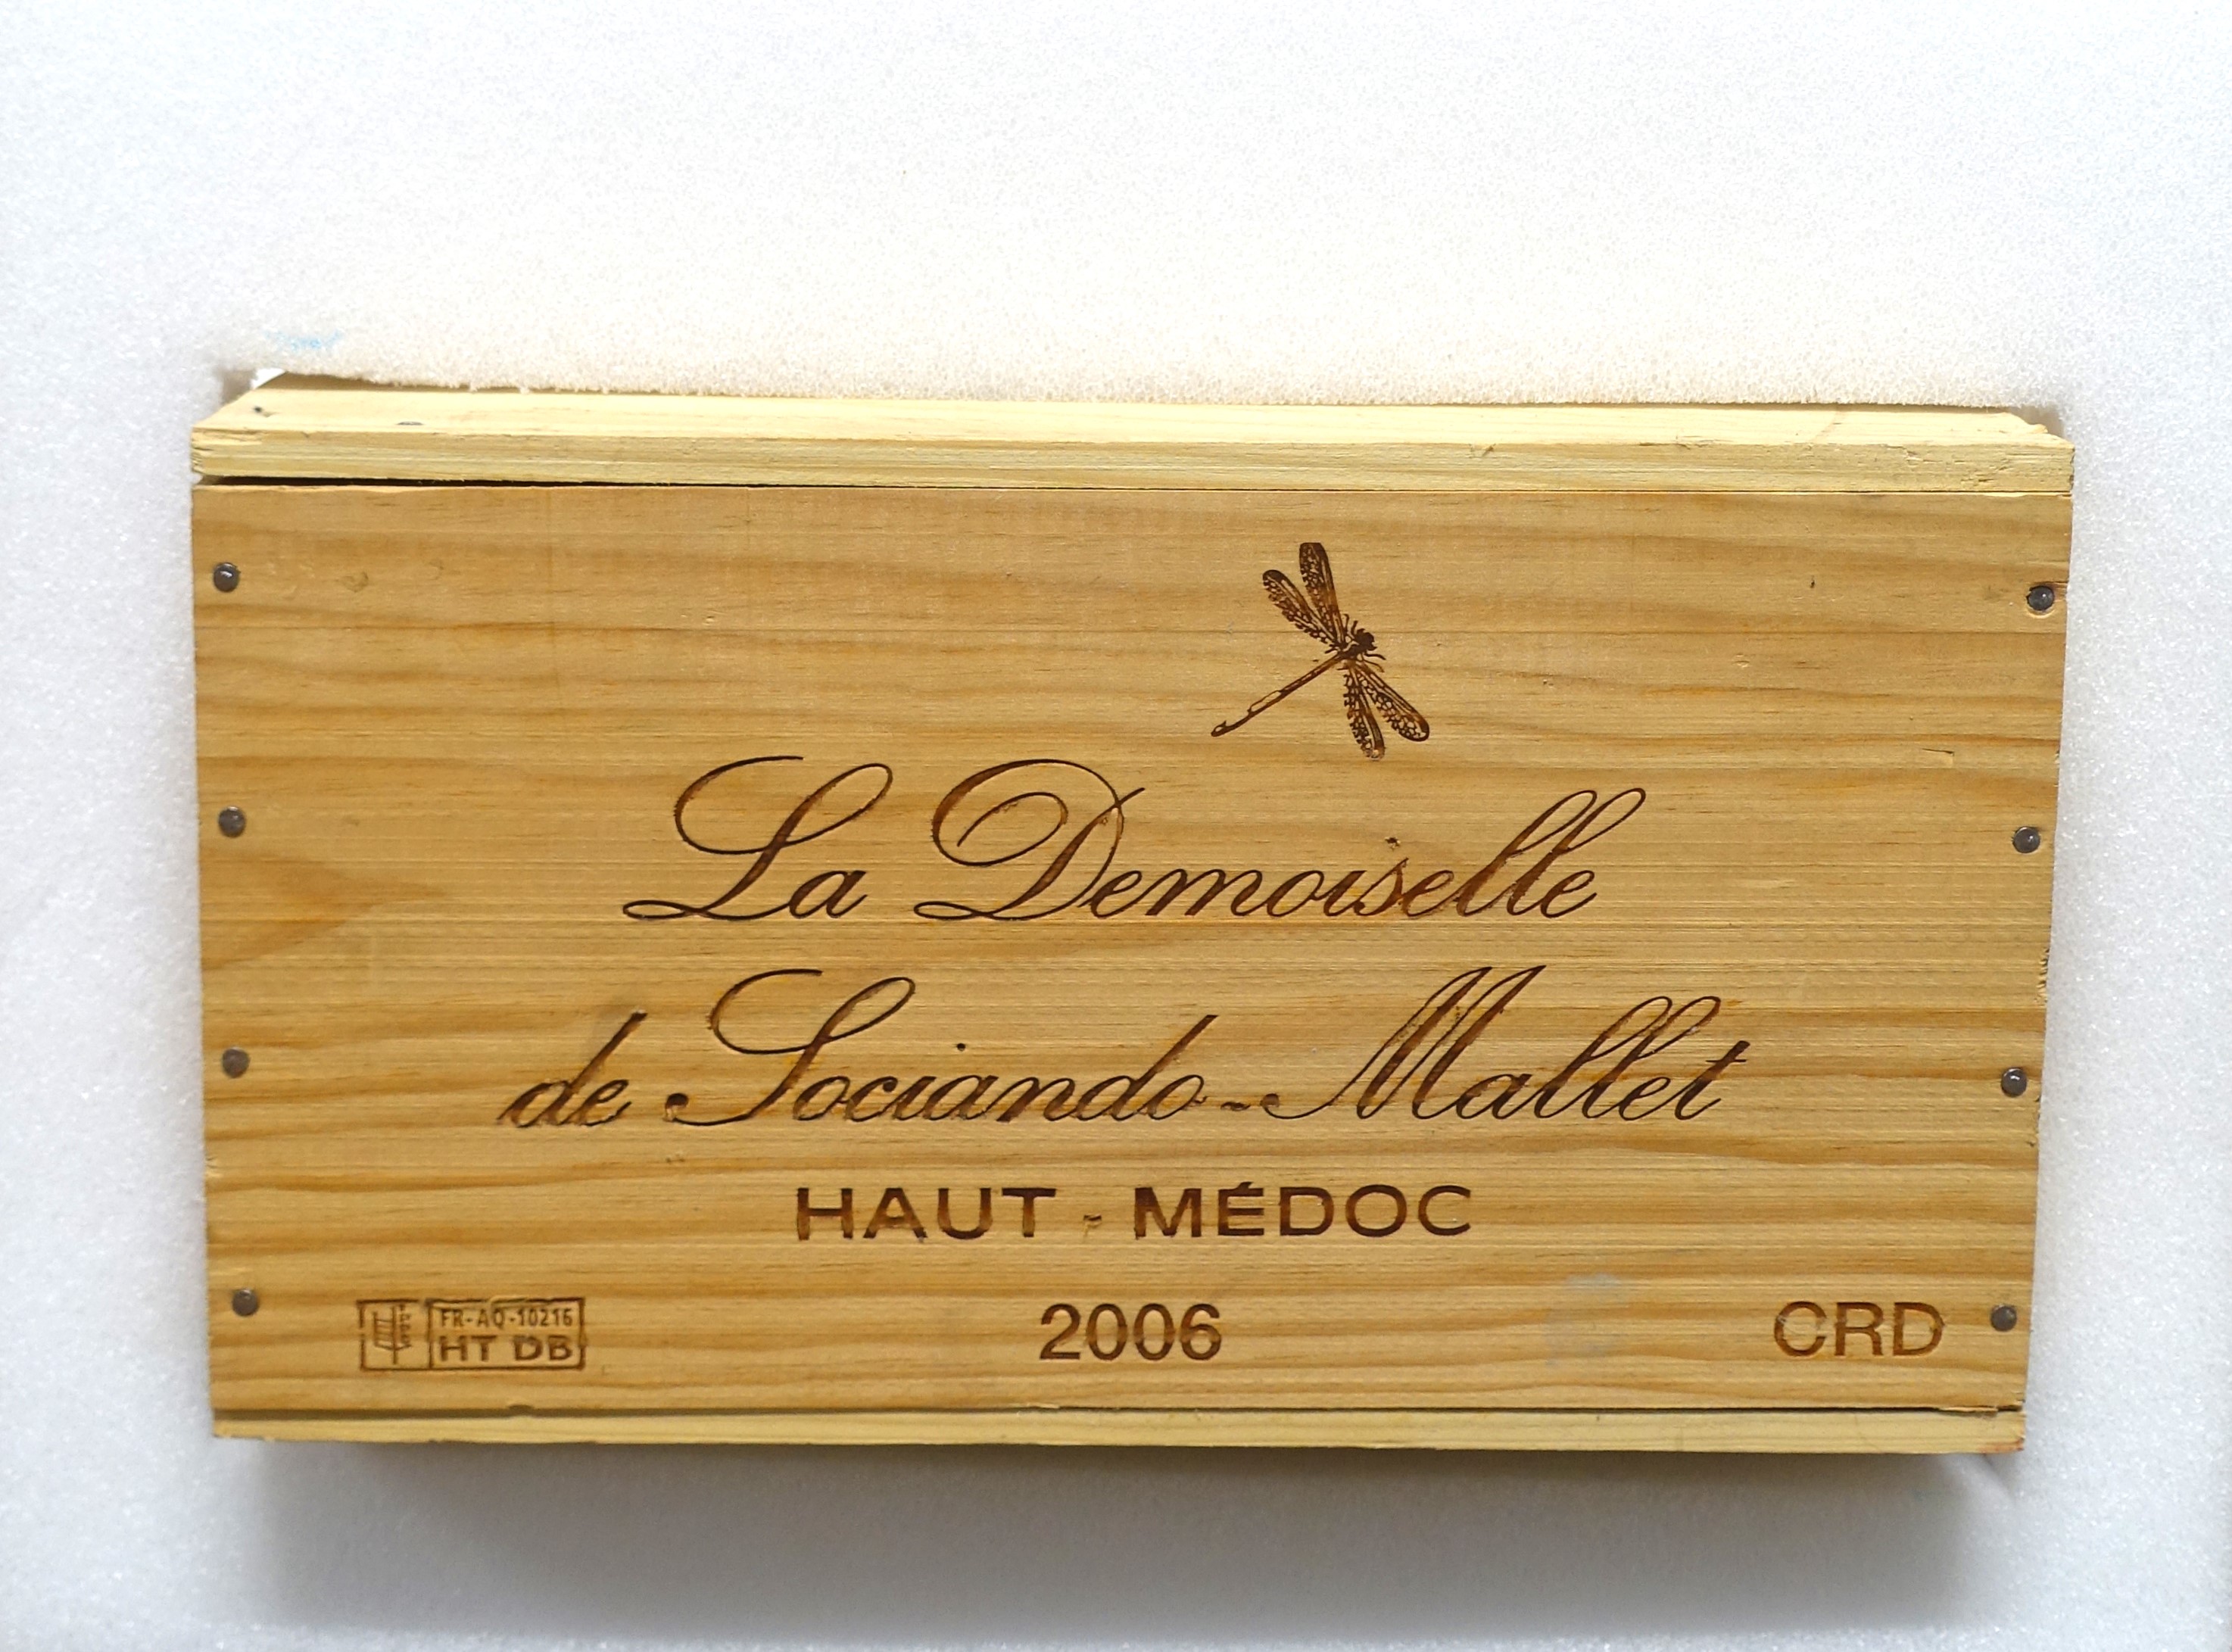 La Demoiselle
de Sociando-Mallet
HAUT - MÉDOC
FR-AQ-10216
HT DB
2006
CRD